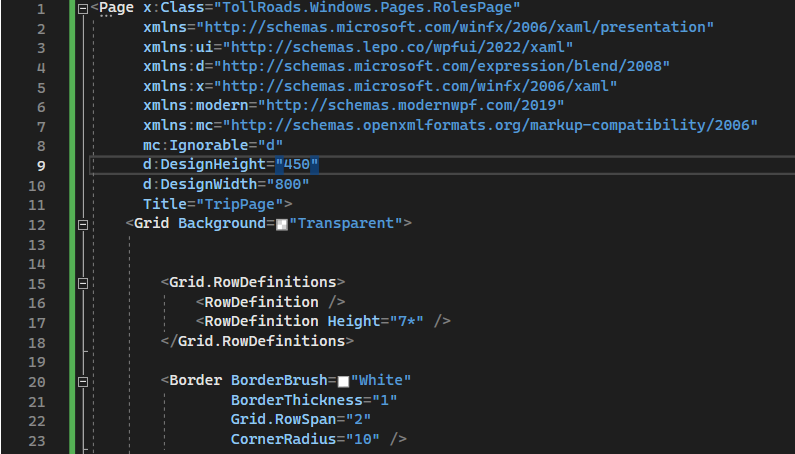 1 <Page x:Class="TollRoads.Windows.Pages.RolesPage"
2 xmlns="http://schemas.microsoft.com/winfx/2006/xaml/presentation"
3 xmlns:ui="http://schemas.lepo.co/wpfui/2022/xaml"
4 xmlns:d="http://schemas.microsoft.com/expression/blend/2008"
5 xmlns:x="http://schemas.microsoft.com/winfx/2006/xaml"
6 xmlns:modern="http://schemas.modernwpf.com/2019"
7 xmlns:mc="http://schemas.openxmlformats.org/markup-compatibility/2006"
8 mc:Ignorable="d"
9 d:DesignHeight="450"
10 d:DesignWidth="800"
11 Title="TripPage">
12 <Grid Background="Transparent">
13
14
15 <Grid.RowDefinitions>
16 <RowDefinition />
17 <RowDefinition Height="7*" />
18 </Grid.RowDefinitions>
19
20 <Border BorderBrush="White"
21 BorderThickness="1"
22 Grid.RowSpan="2"
23 CornerRadius="10" />